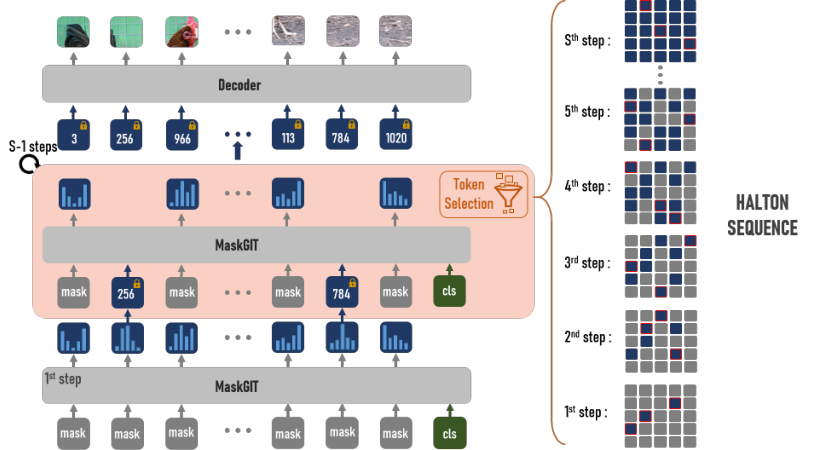 Decoder
3 256 966 113 784 1020
S-1 steps
Token
Selection
MaskGIT
mask 256 mask mask 784 mask cls
1st step
MaskGIT
mask mask mask mask mask mask cls
Sth step :
5th step :
4th step :
3rd step :
2nd step :
1st step :
HALTON
SEQUENCE